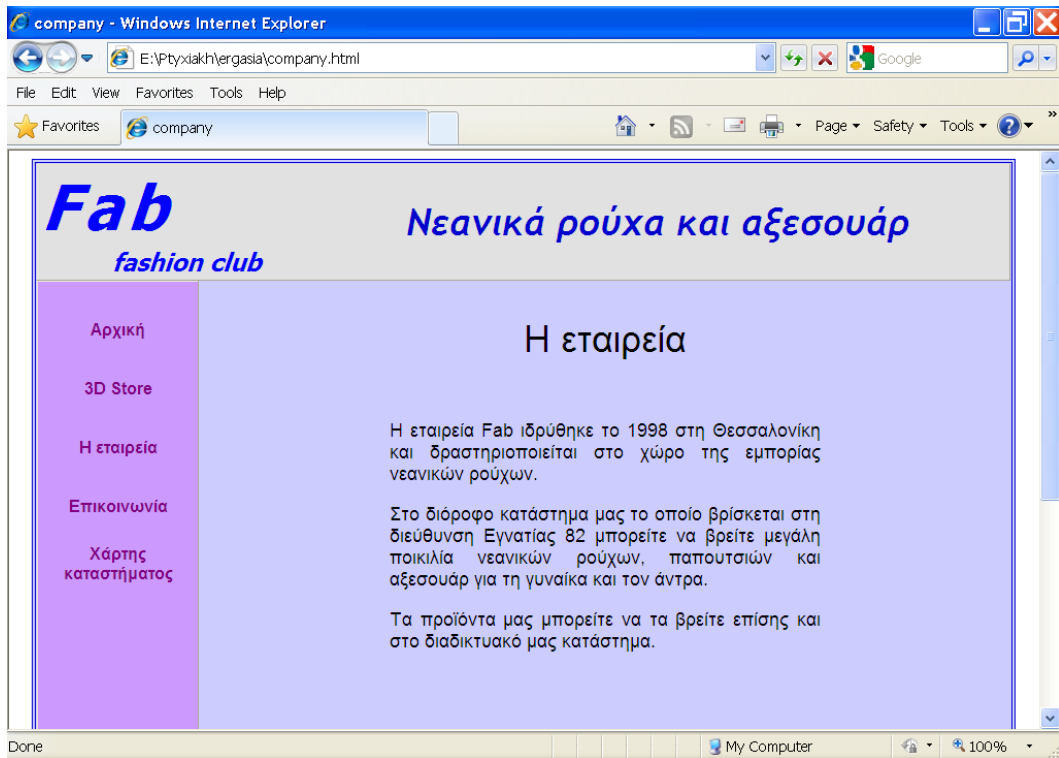 company - Windows Internet Explorer
E:\Ptyxiakh\ergasia\company.html
Google
File Edit View Favorites Tools Help
Favorites
company
Page Safety Tools
»
Fab
fashion club
Νεανικά ρούχα και αξεσουάρ
Αρχική
3D Store
Η εταιρεία
Επικοινωνία
Χάρτης
καταστήματος
Η εταιρεία
Η εταιρεία Fab ιδρύθηκε το 1998 στη Θεσσαλονίκη
και δραστηριοποιείται στο χώρο της εμπορίας
νεανικών ρούχων.
Στο διόροφο κατάστημα μας το οποίο βρίσκεται στη
διεύθυνση Εγνατίας 82 μπορείτε να βρείτε μεγάλη
ποικιλία νεανικών ρούχων, παπουτσιών και
αξεσουάρ για τη γυναίκα και τον άντρα.
Τα προϊόντα μας μπορείτε να τα βρείτε επίσης και
στο διαδικτυακό μας κατάστημα.
Done
My Computer
100%